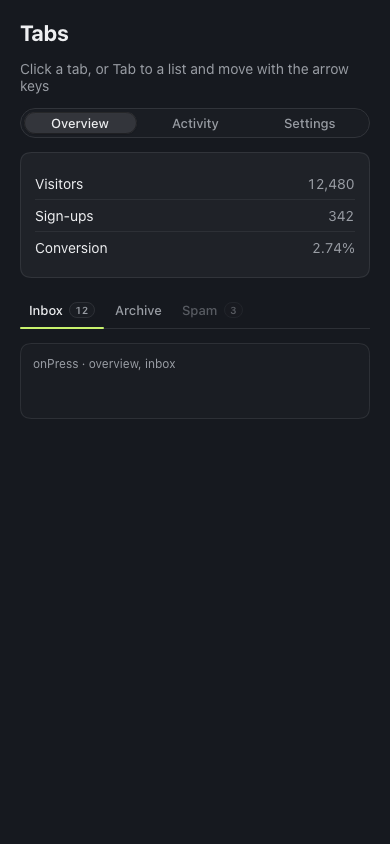 Tabs
Click a tab, or Tab to a list and move with the arrow
keys
Overview Activity Settings
Visitors 12,480
Sign-ups 342
Conversion 2.74%
Inbox 12 Archive Spam 3
onPress · overview, inbox